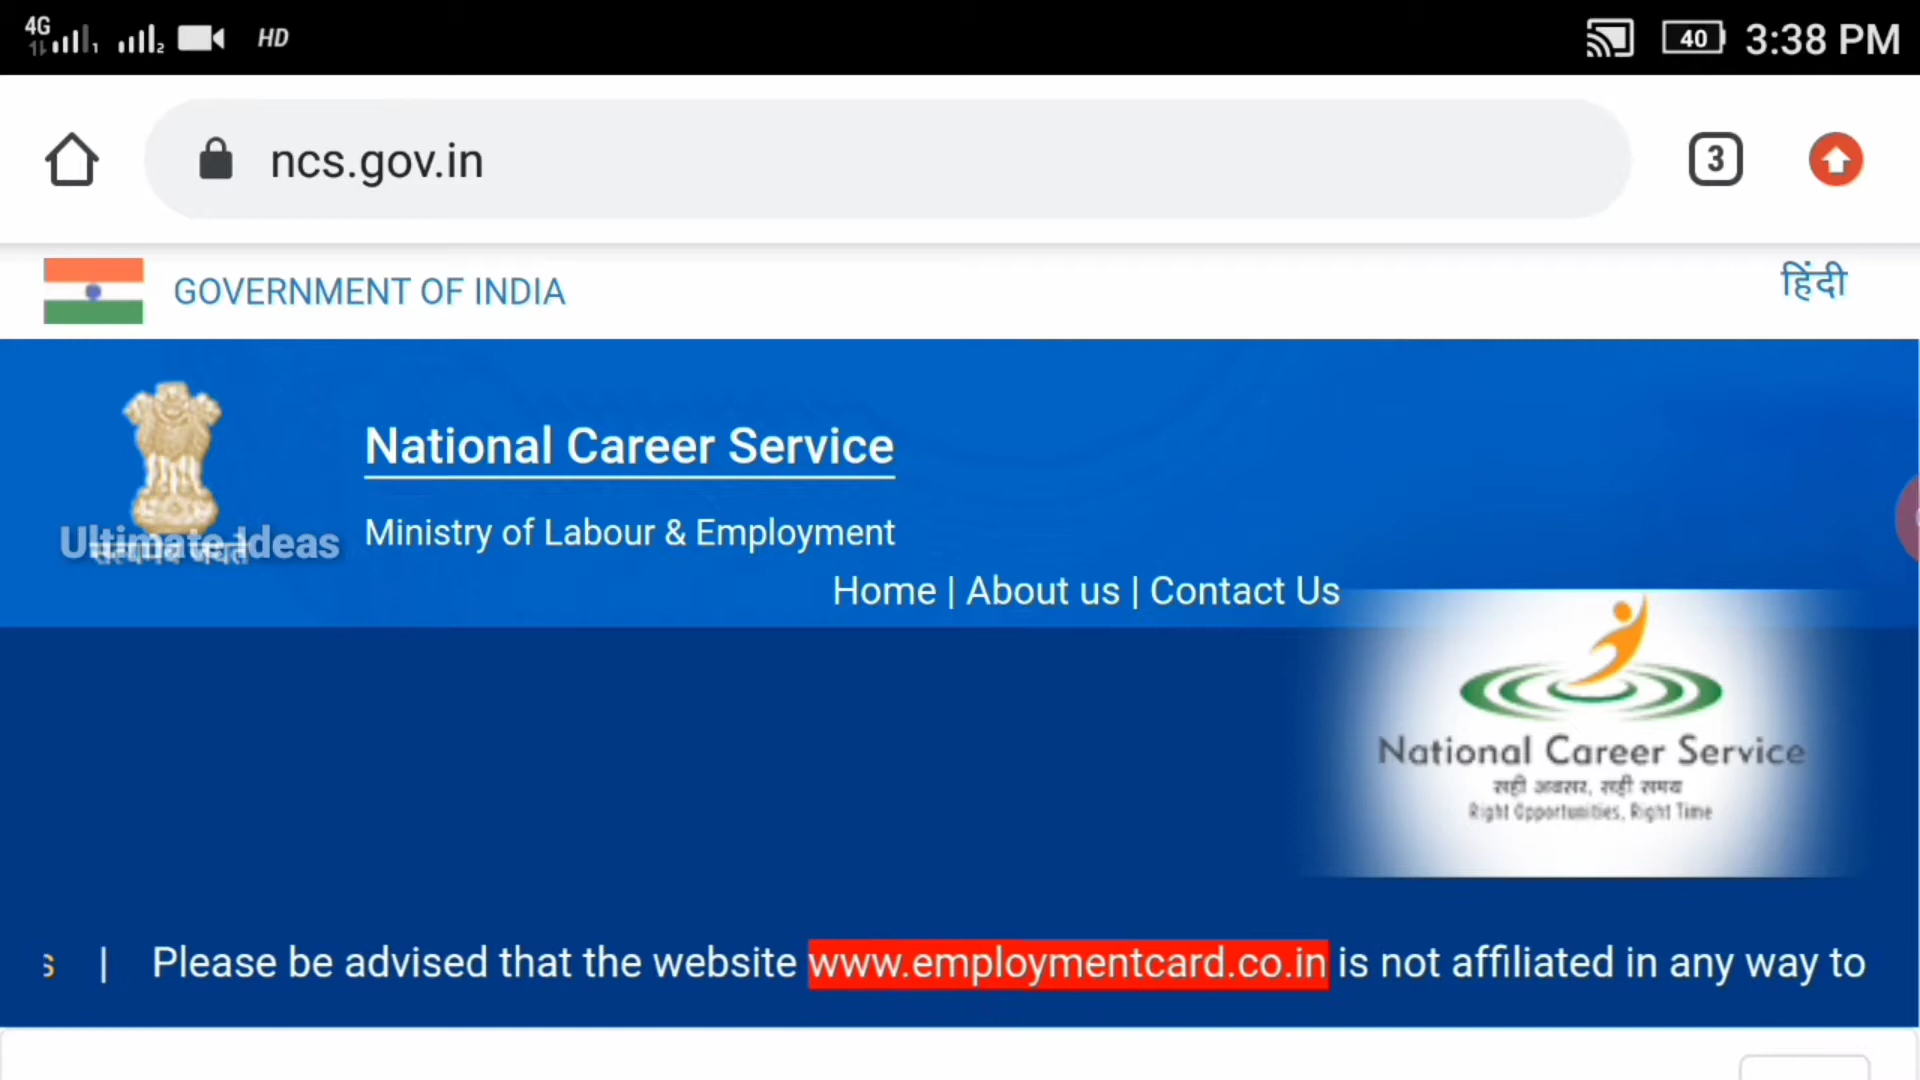 4G 1 2 HD 40 3:38 PM
ncs.gov.in 3
GOVERNMENT OF INDIA हिंदी
National Career Service
Ultimate Ideas
Ministry of Labour & Employment
Home | About us | Contact Us
National Career Service
सही अवसर, सही समय
Right Opportunities, Right Time
s | Please be advised that the website www.employmentcard.co.in is not affiliated in any way to